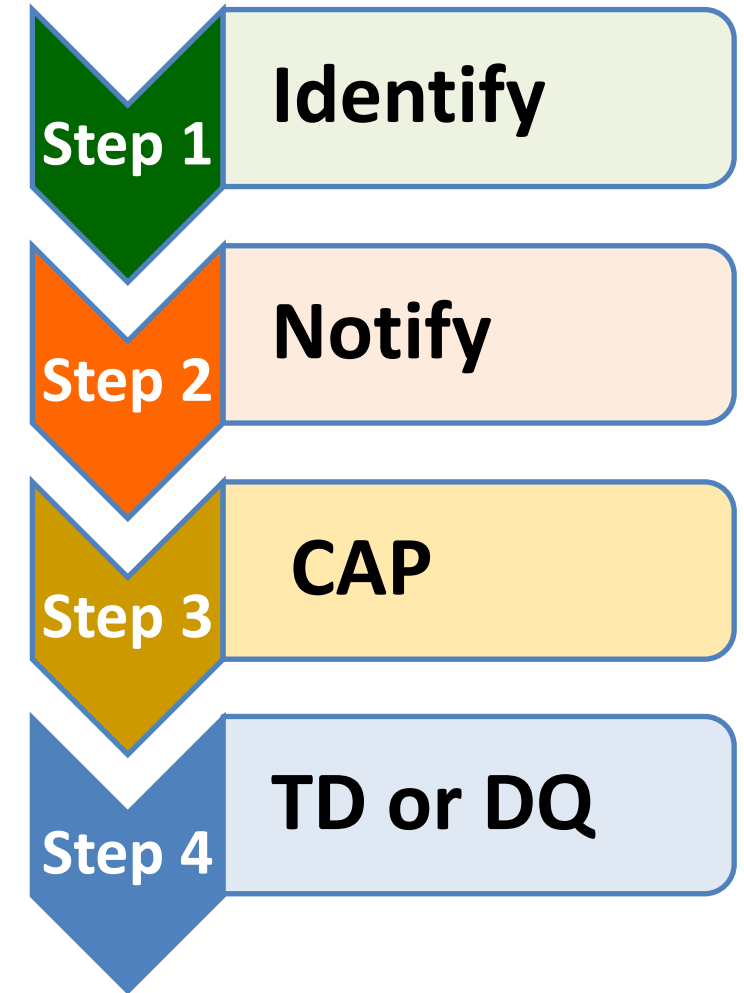 Step 1
Identify
Step 2
Notify
Step 3
CAP
Step 4
TD or DQ